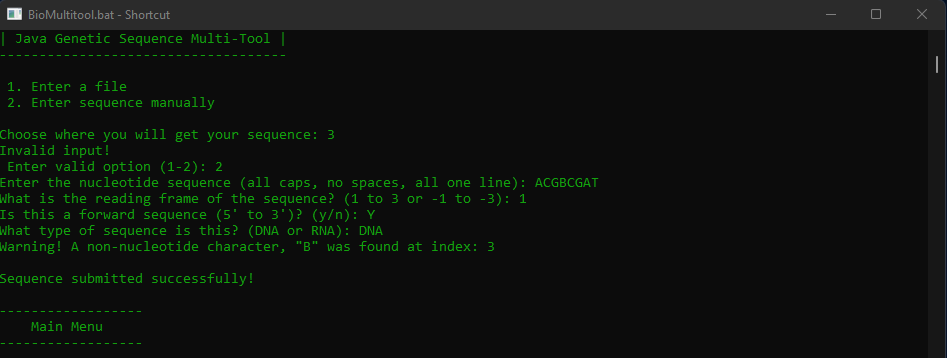 BioMultitool.bat - Shortcut
| Java Genetic Sequence Multi-Tool |
------------------------------------
1. Enter a file
2. Enter sequence manually
Choose where you will get your sequence: 3
Invalid input!
Enter valid option (1-2): 2
Enter the nucleotide sequence (all caps, no spaces, all one line): ACGBCGAT
What is the reading frame of the sequence? (1 to 3 or -1 to -3): 1
Is this a forward sequence (5' to 3')? (y/n): Y
What type of sequence is this? (DNA or RNA): DNA
Warning! A non-nucleotide character, "B" was found at index: 3
Sequence submitted successfully!
------------------
Main Menu
------------------